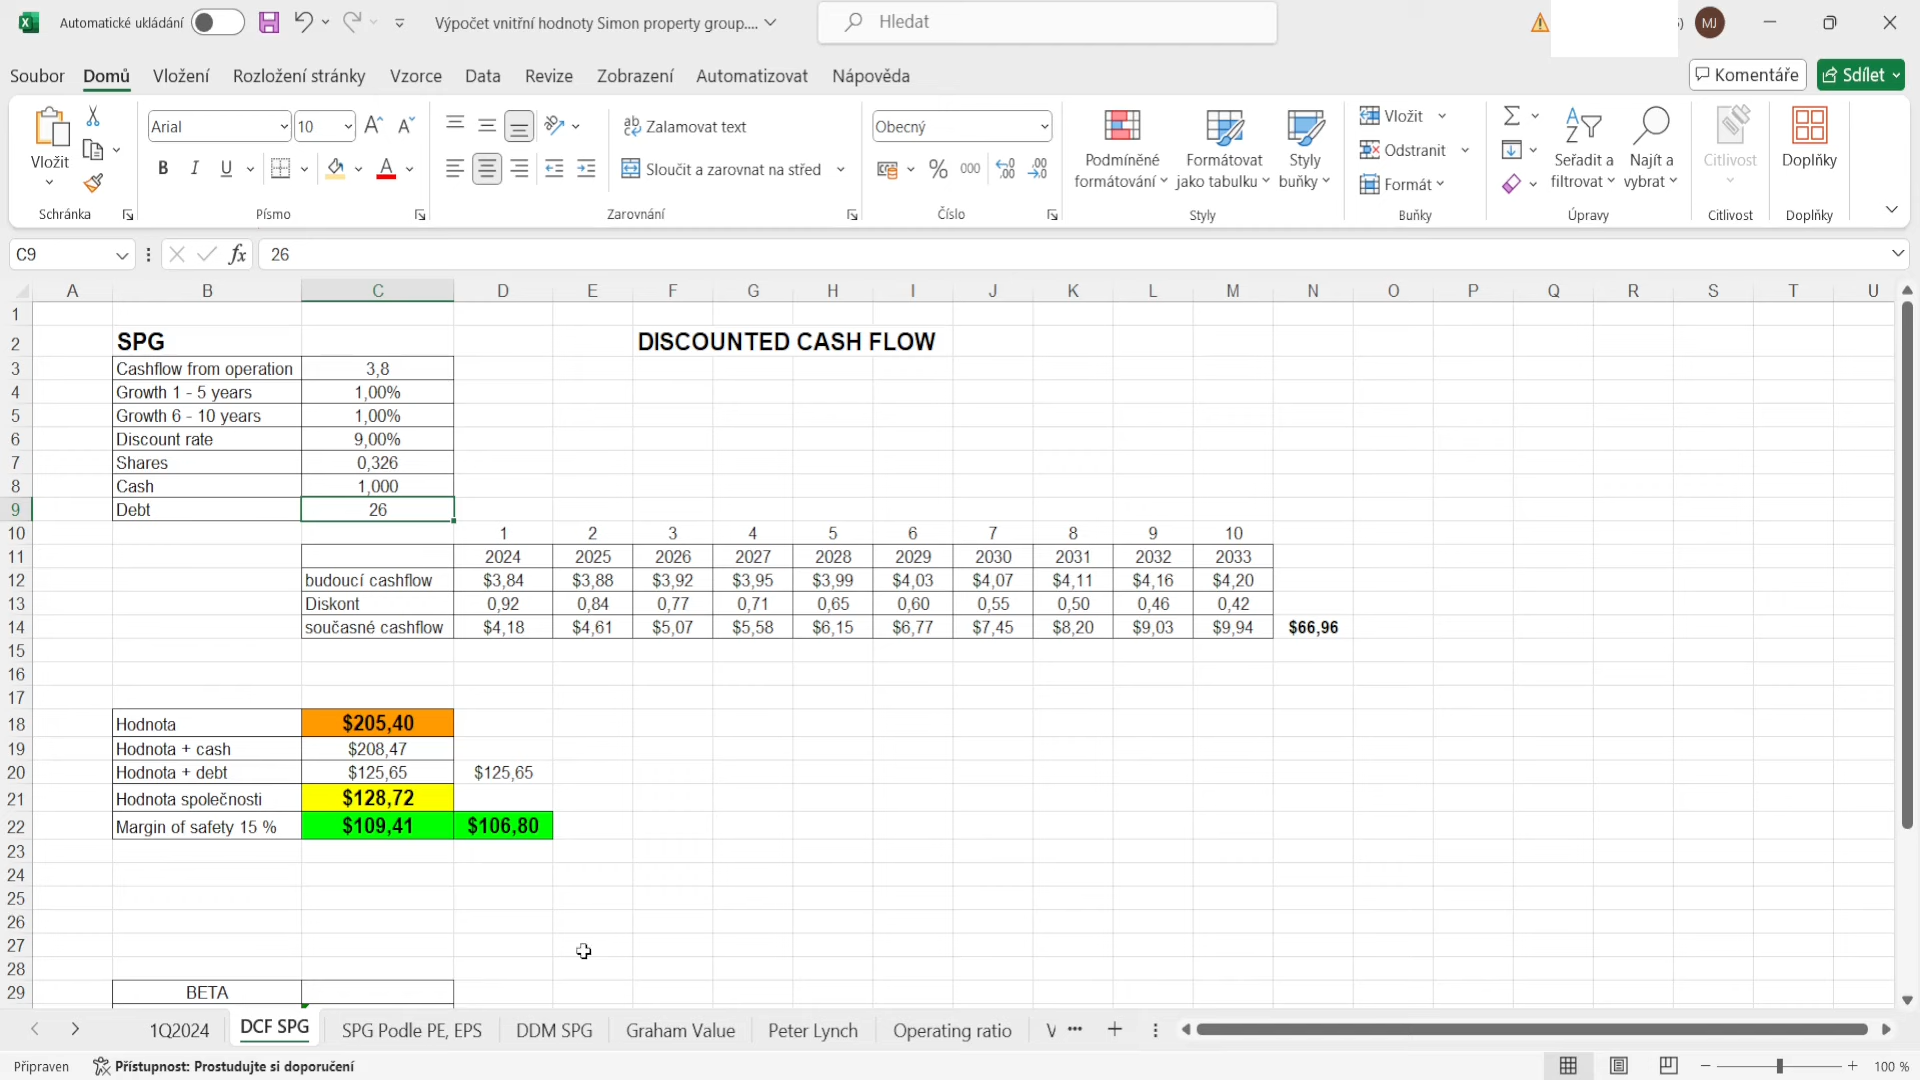 Automatické ukládání
Výpočet vnitřní hodnoty Simon property group....
Hledat
MJ
Soubor Domů Vložení Rozložení stránky Vzorce Data Revize Zobrazení Automatizovat Nápověda
Komentáře Sdílet
Vložit
Schránka
Arial 10
B I U
Písmo
Zalamovat text
Sloučit a zarovnat na střed
Zarovnání
Obecný
% 000
Číslo
Podmíněné formátování
Formátovat jako tabulku
Styly buňky
Styly
Vložit
Odstranit
Formát
Buňky
Seřadit a filtrovat
Najít a vybrat
Úpravy
Citlivost
Citlivost
Doplňky
Doplňky
C9 fx 26
A B C D E F G H I J K L M N O P Q R S T U
1
2 SPG DISCOUNTED CASH FLOW
3 Cashflow from operation 3,8
4 Growth 1 - 5 years 1,00%
5 Growth 6 - 10 years 1,00%
6 Discount rate 9,00%
7 Shares 0,326
8 Cash 1,000
9 Debt 26
10 1 2 3 4 5 6 7 8 9 10
11 2024 2025 2026 2027 2028 2029 2030 2031 2032 2033
12 budoucí cashflow $3,84 $3,88 $3,92 $3,95 $3,99 $4,03 $4,07 $4,11 $4,16 $4,20
13 Diskont 0,92 0,84 0,77 0,71 0,65 0,60 0,55 0,50 0,46 0,42
14 současné cashflow $4,18 $4,61 $5,07 $5,58 $6,15 $6,77 $7,45 $8,20 $9,03 $9,94 $66,96
15
16
17
18 Hodnota $205,40
19 Hodnota + cash $208,47
20 Hodnota + debt $125,65 $125,65
21 Hodnota společnosti $128,72
22 Margin of safety 15 % $109,41 $106,80
23
24
25
26
27
28
29 BETA
1Q2024 DCF SPG SPG Podle PE, EPS DDM SPG Graham Value Peter Lynch Operating ratio
Připraven Přístupnost: Prostudujte si doporučení 100 %